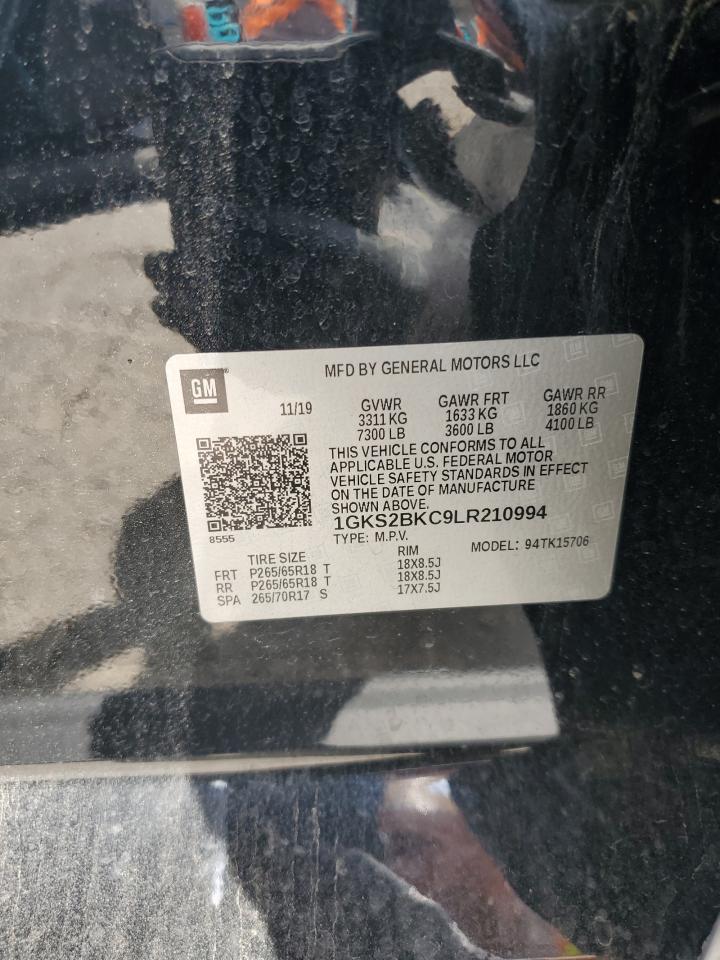 MFD BY GENERAL MOTORS LLC
GM
11/19
GVWR GAWR FRT GAWR RR
3311 KG 1633 KG 1860 KG
7300 LB 3600 LB 4100 LB
THIS VEHICLE CONFORMS TO ALL
APPLICABLE U.S. FEDERAL MOTOR
VEHICLE SAFETY STANDARDS IN EFFECT
ON THE DATE OF MANUFACTURE
SHOWN ABOVE.
1GKS2BKC9LR210994
8555
TYPE: M.P.V. MODEL: 94TK15706
TIRE SIZE RIM
FRT P265/65R18 T 18X8.5J
RR P265/65R18 T 18X8.5J
SPA 265/70R17 S 17X7.5J